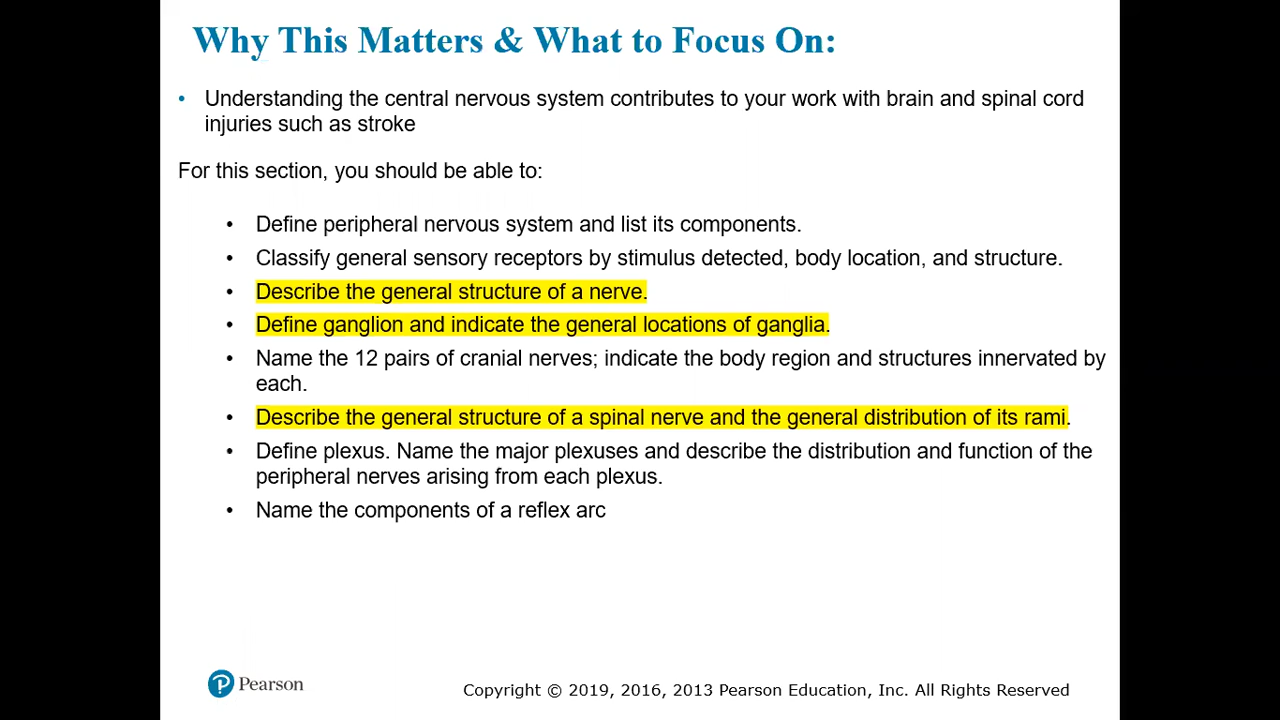 Why This Matters & What to Focus On:
• Understanding the central nervous system contributes to your work with brain and spinal cord
injuries such as stroke
For this section, you should be able to:
• Define peripheral nervous system and list its components.
• Classify general sensory receptors by stimulus detected, body location, and structure.
• Describe the general structure of a nerve.
• Define ganglion and indicate the general locations of ganglia.
• Name the 12 pairs of cranial nerves; indicate the body region and structures innervated by
each.
• Describe the general structure of a spinal nerve and the general distribution of its rami.
• Define plexus. Name the major plexuses and describe the distribution and function of the
peripheral nerves arising from each plexus.
• Name the components of a reflex arc
Pearson
Copyright © 2019, 2016, 2013 Pearson Education, Inc. All Rights Reserved